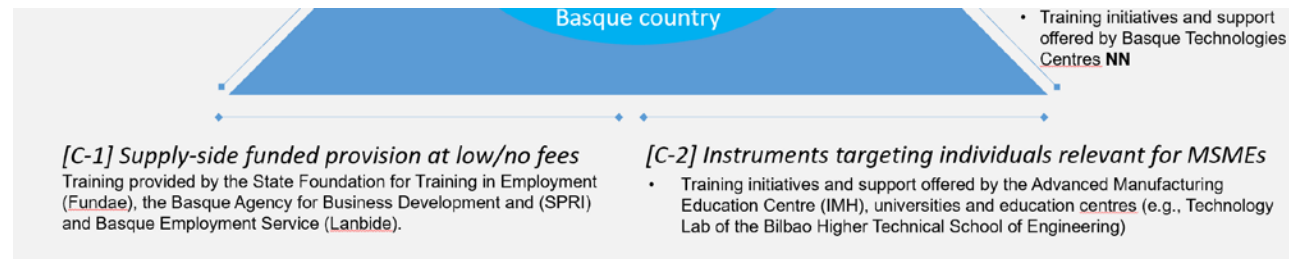 Basque country
• Training initiatives and support
offered by Basque Technologies
Centres NN
[C-1] Supply-side funded provision at low/no fees
Training provided by the State Foundation for Training in Employment
(Fundae), the Basque Agency for Business Development and (SPRI)
and Basque Employment Service (Lanbide).
[C-2] Instruments targeting individuals relevant for MSMEs
• Training initiatives and support offered by the Advanced Manufacturing
Education Centre (IMH), universities and education centres (e.g., Technology
Lab of the Bilbao Higher Technical School of Engineering)